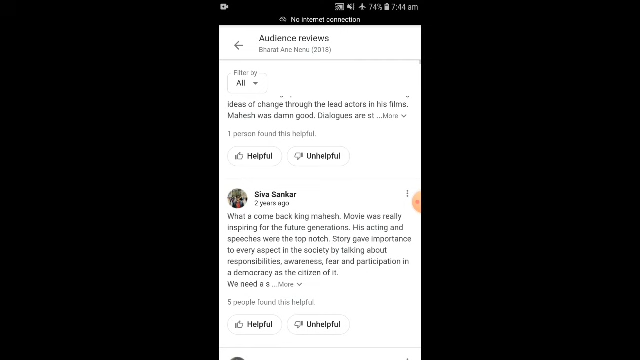 74% 7:44 am
No internet connection
Audience reviews
Bharat Ane Nenu (2018)
Filter by
All
ideas of change through the lead actors in his films.
Mahesh was damn good. Dialogues are st ...More
1 person found this helpful.
Helpful Unhelpful
Siva Sankar
2 years ago
What a come back king mahesh. Movie was really
inspiring for the future generations. His acting and
speeches were the top notch. Story gave importance
to every aspect in the society by talking about
responsibilities, awareness, fear and participation in
a democracy as the citizen of it.
We need a s ...More
5 people found this helpful.
Helpful Unhelpful